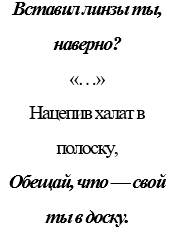 Вставил линзы ты,
наверно?
«…»
Нацепив халат в
полоску,
Обещай, что — свой
ты в доску.